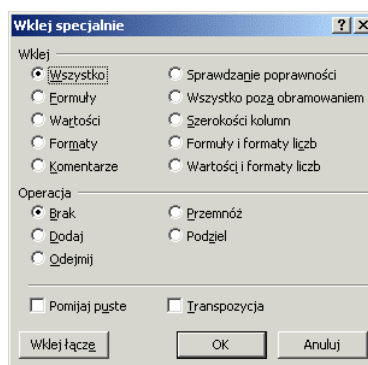 Wklej specjalnie
Wklej
Wszystko
Sprawdzanie poprawności
Formuły
Wszystko poza obramowaniem
Wartości
Szerokości kolumn
Formaty
Formuły i formaty liczb
Komentarze
Wartości i formaty liczb
Operacja
Brak
Przemnóż
Dodaj
Podziel
Odejmij
Pomijaj puste
Transpozycja
Wklej łącze
OK
Anuluj